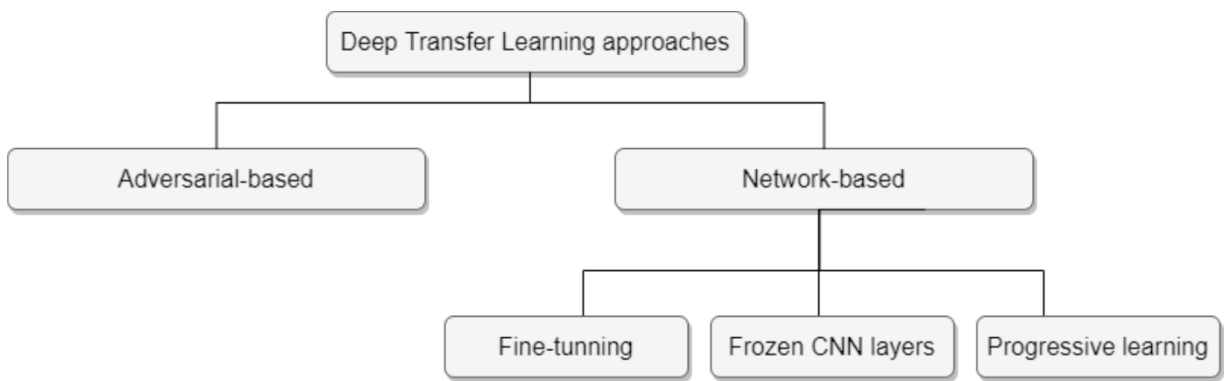 Deep Transfer Learning approaches
Adversarial-based
Network-based
Fine-tunning
Frozen CNN layers
Progressive learning